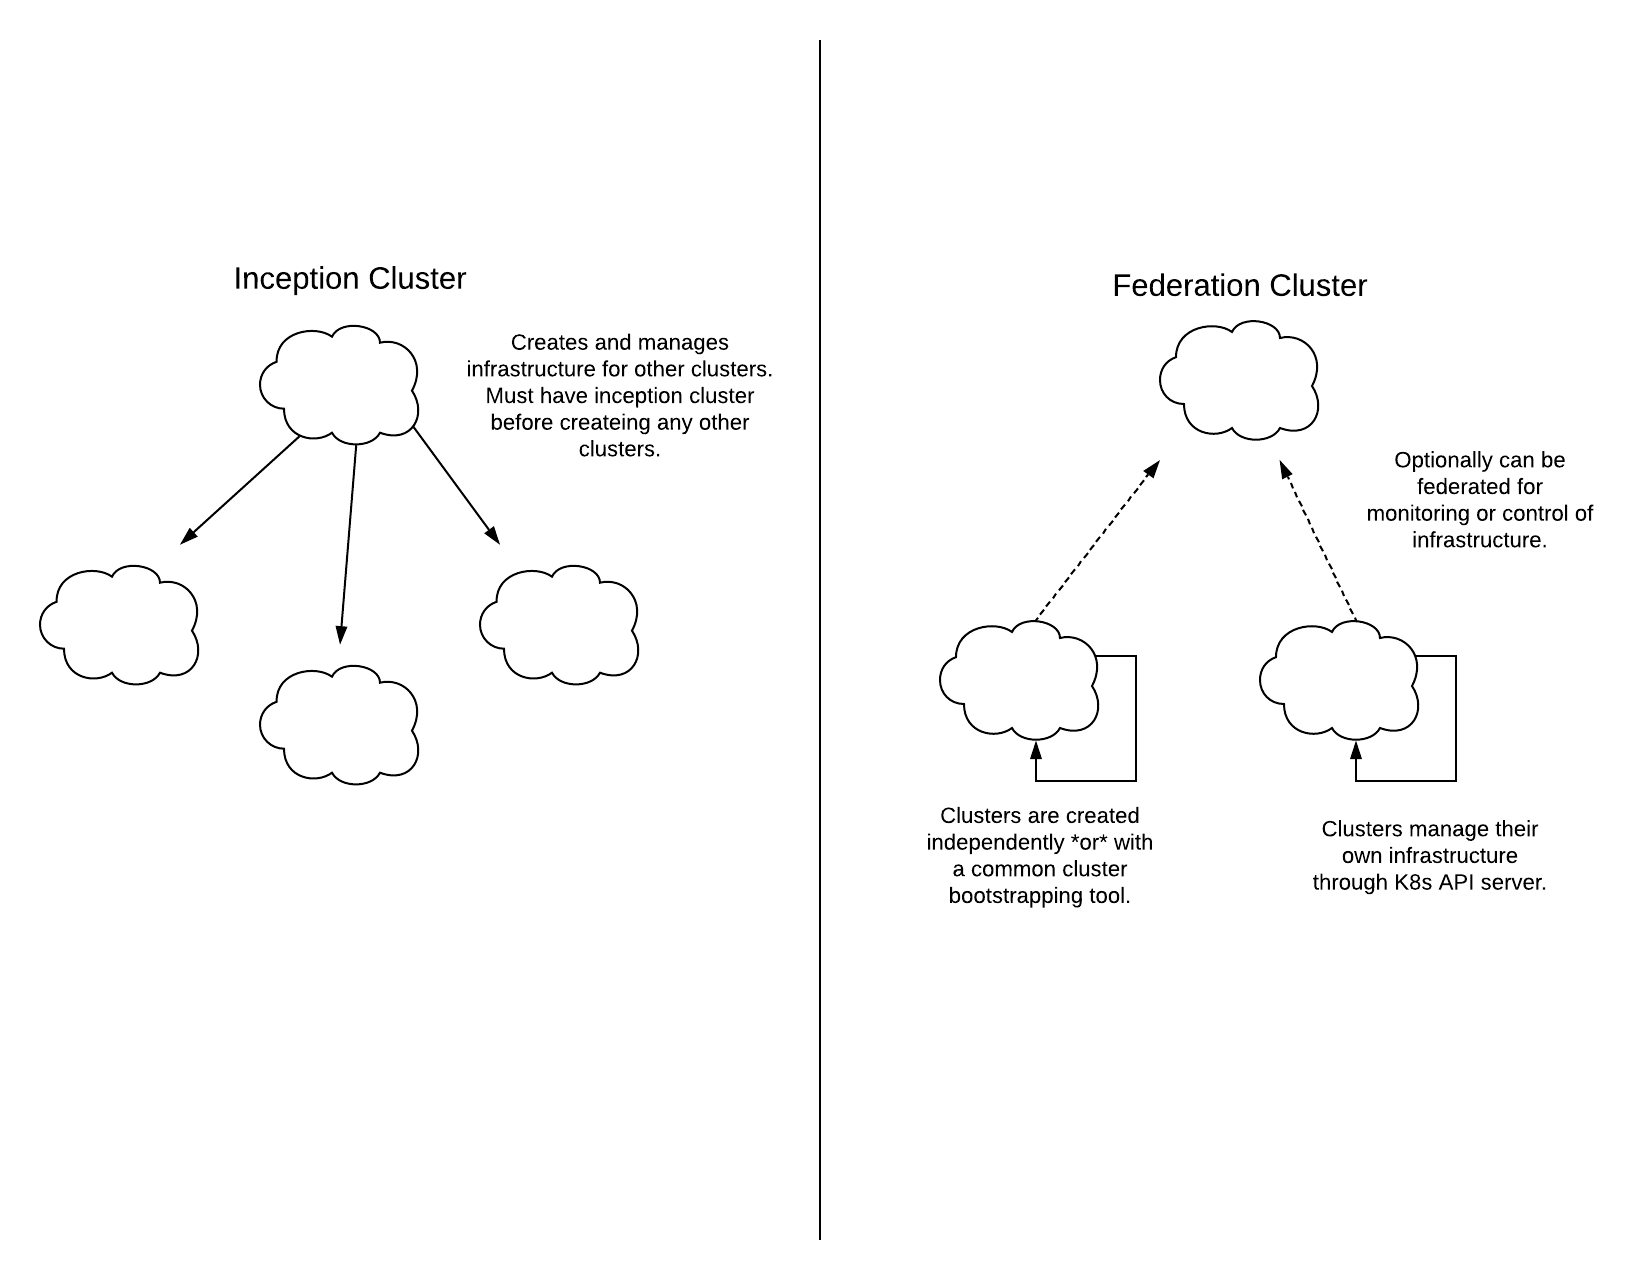 Inception Cluster
Creates and manages
infrastructure for other clusters.
Must have inception cluster
before createing any other
clusters.
Federation Cluster
Optionally can be
federated for
monitoring or control of
infrastructure.
Clusters are created
independently *or* with
a common cluster
bootstrapping tool.
Clusters manage their
own infrastructure
through K8s API server.